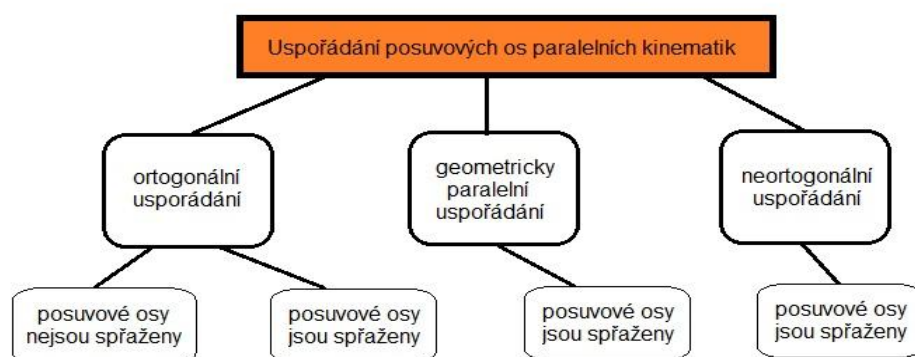 Uspořádání posuvových os paralelních kinematik
ortogonální
usporádání
geometricky
paralelní
uspořádání
neortogonální
uspořádání
posuvové osy
nejsou spřaženy
posuvové osy
jsou spřaženy
posuvové osy
jsou spřaženy
posuvové osy
jsou spřaženy